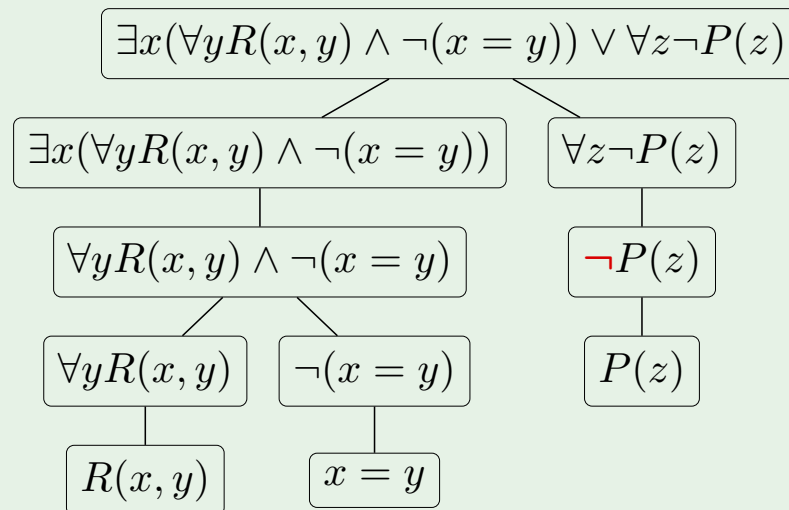 ∃x(∀yR(x, y) ∧ ¬(x = y)) ∨ ∀z¬P(z)
∃x(∀yR(x, y) ∧ ¬(x = y))
∀z¬P(z)
∀yR(x, y) ∧ ¬(x = y)
¬P(z)
∀yR(x, y)
¬(x = y)
P(z)
R(x, y)
x = y